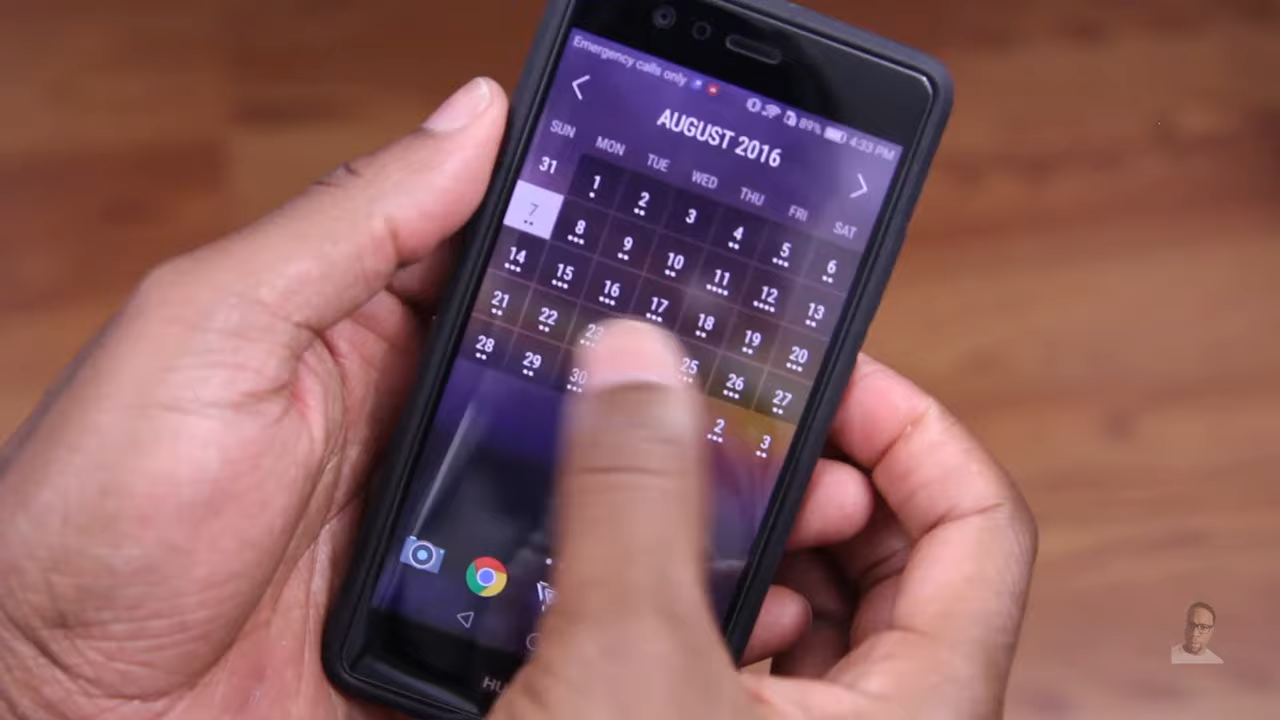 Emergency calls only 89% 4:33 PM
AUGUST 2016
SUN MON TUE WED THU FRI SAT
31 1 2 3 4 5 6
7 8 9 10 11 12 13
14 15 16 17 18 19 20
21 22 23 25 26 27
28 29 30 2 3
HU